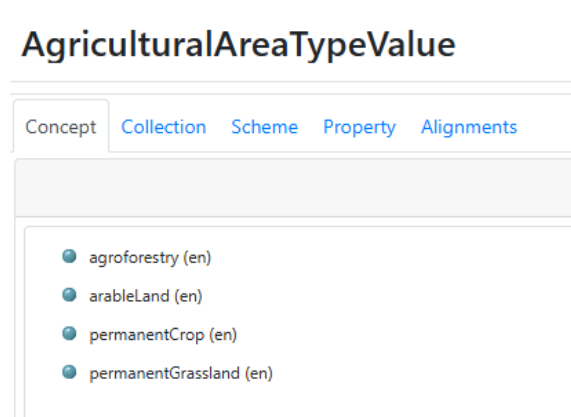 AgriculturalAreaTypeValue
Concept Collection Scheme Property Alignments
agroforestry (en)
arableLand (en)
permanentCrop (en)
permanentGrassland (en)